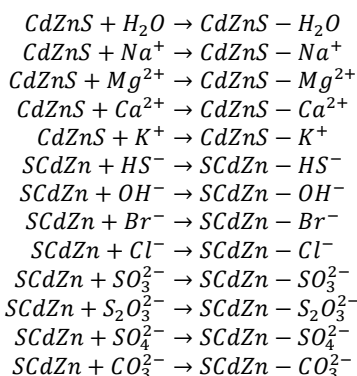 CdZnS + H₂O → CdZnS − H₂O
CdZnS + Na⁺ → CdZnS − Na⁺
CdZnS + Mg²⁺ → CdZnS − Mg²⁺
CdZnS + Ca²⁺ → CdZnS − Ca²⁺
CdZnS + K⁺ → CdZnS − K⁺
SCdZn + HS⁻ → SCdZn − HS⁻
SCdZn + OH⁻ → SCdZn − OH⁻
SCdZn + Br⁻ → SCdZn − Br⁻
SCdZn + Cl⁻ → SCdZn − Cl⁻
SCdZn + SO₃²⁻ → SCdZn − SO₃²⁻
SCdZn + S₂O₃²⁻ → SCdZn − S₂O₃²⁻
SCdZn + SO₄²⁻ → SCdZn − SO₄²⁻
SCdZn + CO₃²⁻ → SCdZn − CO₃²⁻